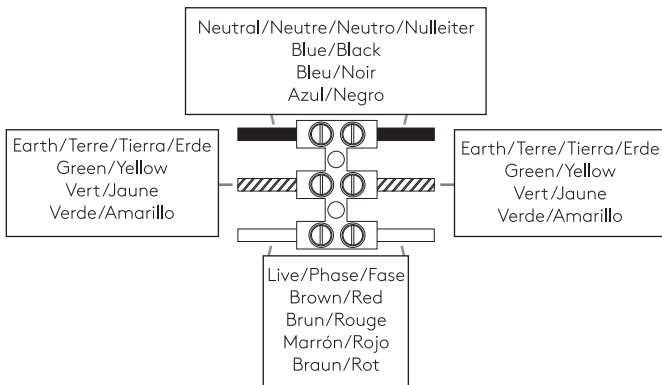 Neutral/Neutre/Neutro/Nulleiter
Blue/Black
Bleu/Noir
Azul/Negro
Earth/Terre/Tierra/Erde
Green/Yellow
Vert/Jaune
Verde/Amarillo
Earth/Terre/Tierra/Erde
Green/Yellow
Vert/Jaune
Verde/Amarillo
Live/Phase/Fase
Brown/Red
Brun/Rouge
Marrón/Rojo
Braun/Rot